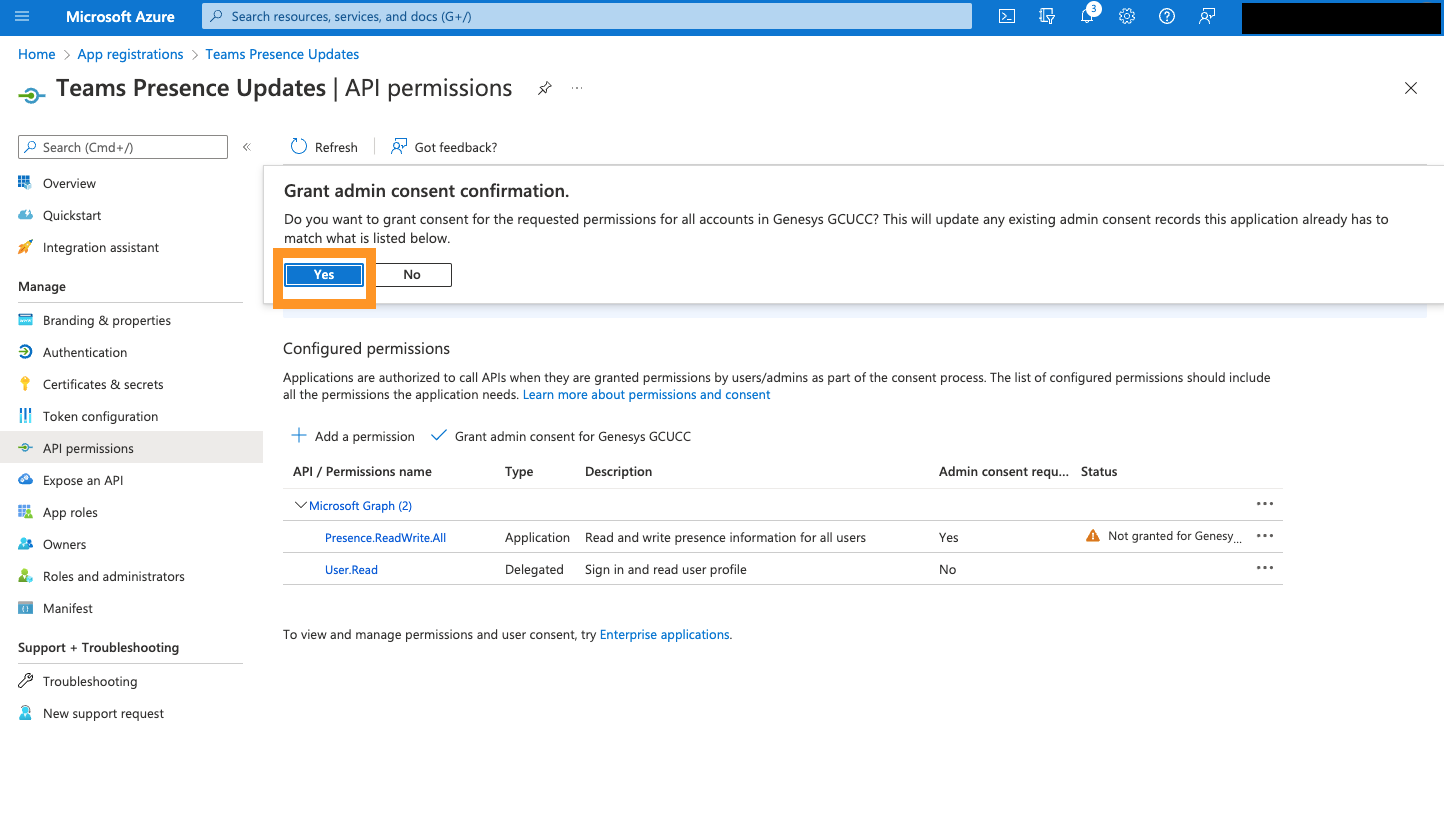 Microsoft Azure
Search resources, services, and docs (G+/)
3
Home > App registrations > Teams Presence Updates
Teams Presence Updates | API permissions
Search (Cmd+/)
«
Refresh
Got feedback?
Overview
Quickstart
Integration assistant
Manage
Branding & properties
Authentication
Certificates & secrets
Token configuration
API permissions
Expose an API
App roles
Owners
Roles and administrators
Manifest
Support + Troubleshooting
Troubleshooting
New support request
Grant admin consent confirmation.
Do you want to grant consent for the requested permissions for all accounts in Genesys GCUCC? This will update any existing admin consent records this application already has to
match what is listed below.
Yes No
Configured permissions
Applications are authorized to call APIs when they are granted permissions by users/admins as part of the consent process. The list of configured permissions should include
all the permissions the application needs. Learn more about permissions and consent
Add a permission Grant admin consent for Genesys GCUCC
API / Permissions name Type Description Admin consent requ... Status
Microsoft Graph (2)
Presence.ReadWrite.All Application Read and write presence information for all users Yes Not granted for Genesy...
User.Read Delegated Sign in and read user profile No
To view and manage permissions and user consent, try Enterprise applications.